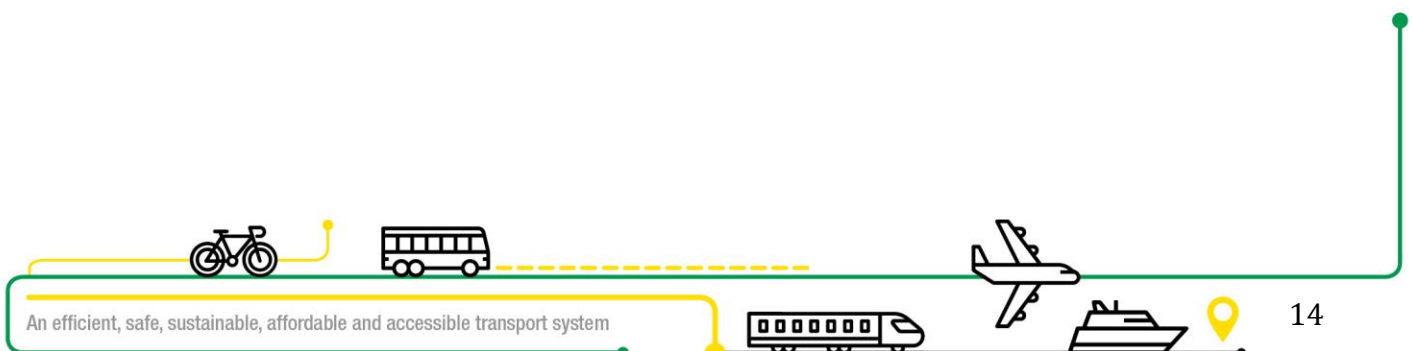 An efficient, safe, sustainable, affordable and accessible transport system
14